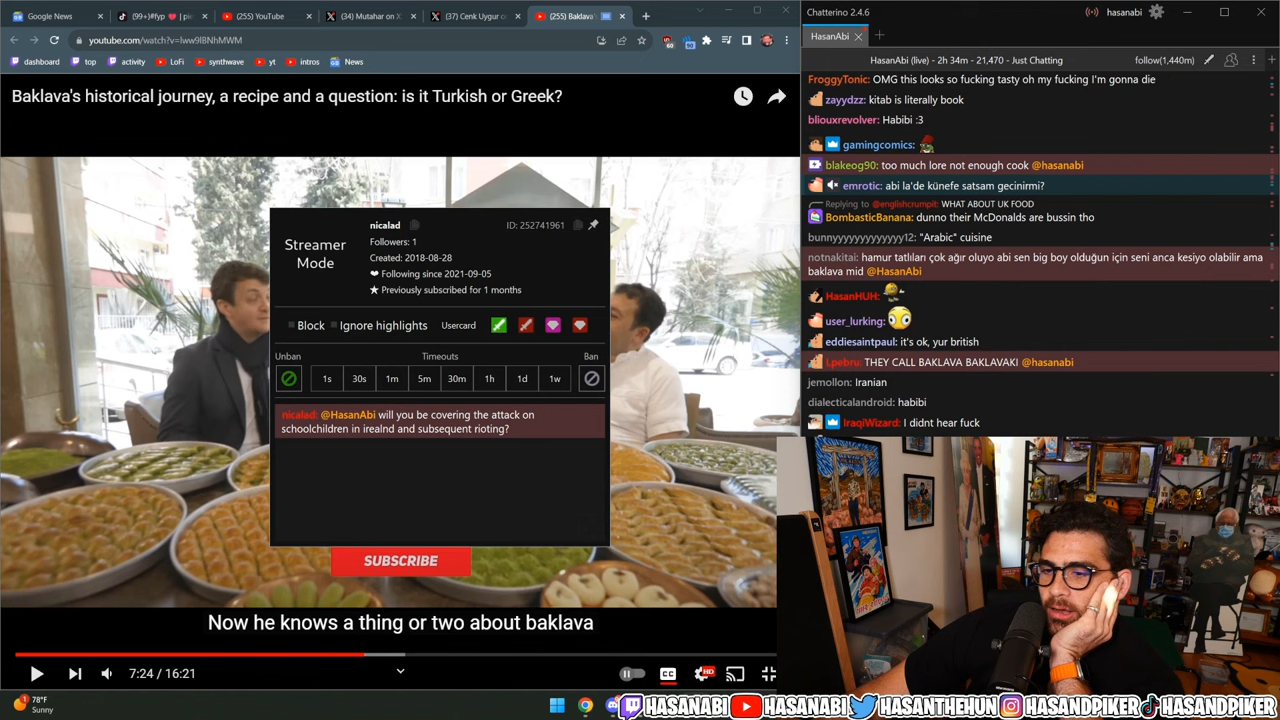 Google News
(99+)#fyp
(255) YouTube
(34) Mutahar on X
(37) Cenk Uygur o
(255) Baklava's
youtube.com/watch?v=lww9lBNhMWM
60
90
dashboard
top
activity
LoFi
synthwave
yt
intros
News
Baklava's historical journey, a recipe and a question: is it Turkish or Greek?
Streamer
Mode
nicalad
ID: 252741961
Followers: 1
Created: 2018-08-28
❤ Following since 2021-09-05
★ Previously subscribed for 1 months
Block
Ignore highlights
Usercard
Unban
Timeouts
Ban
1s
30s
1m
5m
30m
1h
1d
1w
nicalad: @HasanAbi will you be covering the attack on
schoolchildren in irealnd and subsequent rioting?
SUBSCRIBE
Now he knows a thing or two about baklava
7:24 / 16:21
CC
HD
78°F
Sunny
Chatterino 2.4.6
hasanabi
HasanAbi
HasanAbi (live) - 2h 34m - 21,470 - Just Chatting
follow(1,440m)
FroggyTonic: OMG this looks so fucking tasty oh my fucking I'm gonna die
zayydzz: kitab is literally book
bliouxrevolver: Habibi :3
gamingcomics:
blakeog90: too much lore not enough cook @hasanabi
emrotic: abi la'de künefe satsam gecinirmi?
Replying to @englishcrumpit: WHAT ABOUT UK FOOD
BombasticBanana: dunno their McDonalds are bussin tho
bunnyyyyyyyyyyyy12: "Arabic" cuisine
notnakitai: hamur tatlıları çok ağır oluyo abi sen big boy olduğun için seni anca kesiyo olabilir ama
baklava mid @HasanAbi
HasanHUH:
user_lurking:
eddiesaintpaul: it's ok, yur british
Lpebru: THEY CALL BAKLAVA BAKLAVAKI @hasanabi
jemollon: Iranian
dialecticalandroid: habibi
IraqiWizard: I didnt hear fuck
HASANABI
HASANABI
HASANTHEHUN
HASANDPIKER
HASANDPIKER